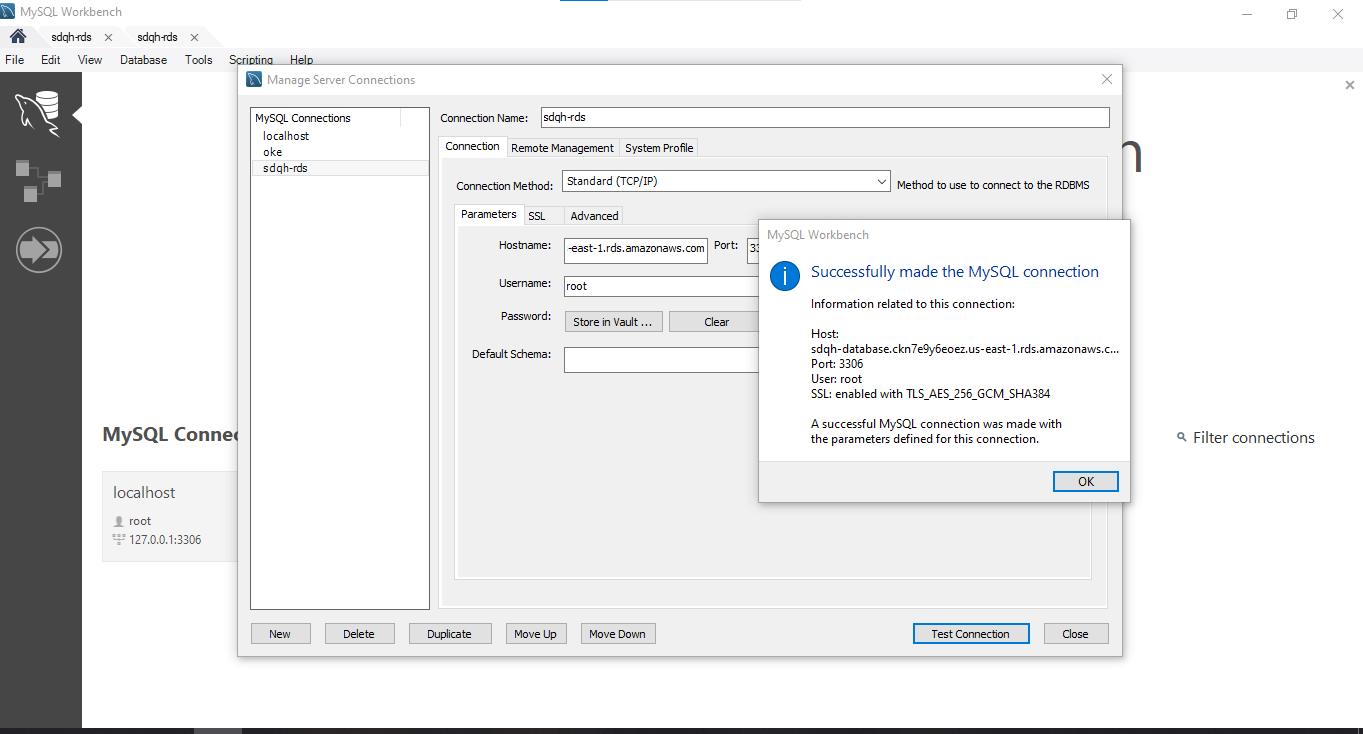 MySQL Workbench
sdqh-rds
sdqh-rds
File Edit View Database Tools Scripting Help
Manage Server Connections
MySQL Connections
localhost
oke
sdqh-rds
Connection Name: sdqh-rds
Connection Remote Management System Profile
Connection Method: Standard (TCP/IP) Method to use to connect to the RDBMS
Parameters SSL Advanced
Hostname: -east-1.rds.amazonaws.com Port: 33
Username: root
Password: Store in Vault ... Clear
Default Schema:
MySQL Workbench
Successfully made the MySQL connection
Information related to this connection:
Host:
sdqh-database.ckn7e9y6eoez.us-east-1.rds.amazonaws.c...
Port: 3306
User: root
SSL: enabled with TLS_AES_256_GCM_SHA384
A successful MySQL connection was made with
the parameters defined for this connection.
OK
New Delete Duplicate Move Up Move Down Test Connection Close
MySQL Connec
Filter connections
localhost
root
127.0.0.1:3306